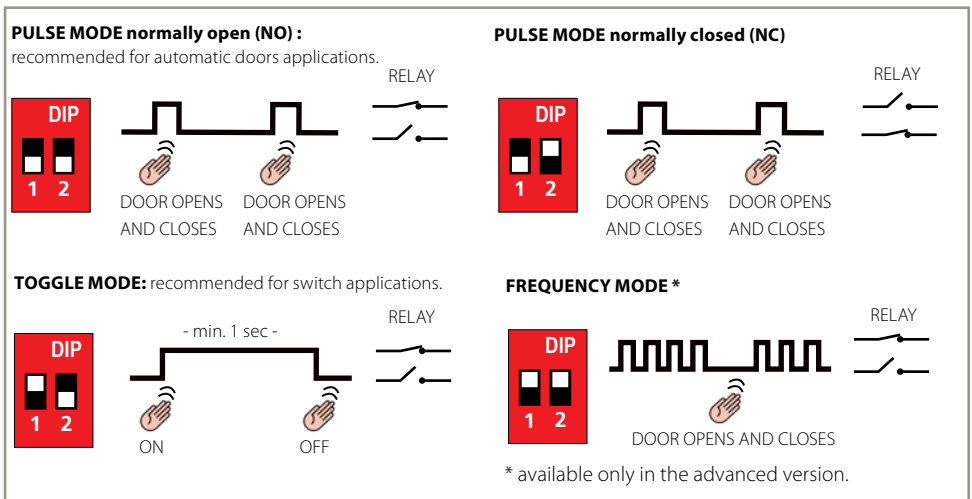 PULSE MODE normally open (NO) :
recommended for automatic doors applications.
RELAY
DIP
1 2
DOOR OPENS DOOR OPENS
AND CLOSES AND CLOSES
PULSE MODE normally closed (NC)
RELAY
DIP
1 2
DOOR OPENS DOOR OPENS
AND CLOSES AND CLOSES
TOGGLE MODE: recommended for switch applications.
- min. 1 sec -
RELAY
DIP
1 2
ON OFF
FREQUENCY MODE *
RELAY
DIP
1 2
DOOR OPENS AND CLOSES
* available only in the advanced version.